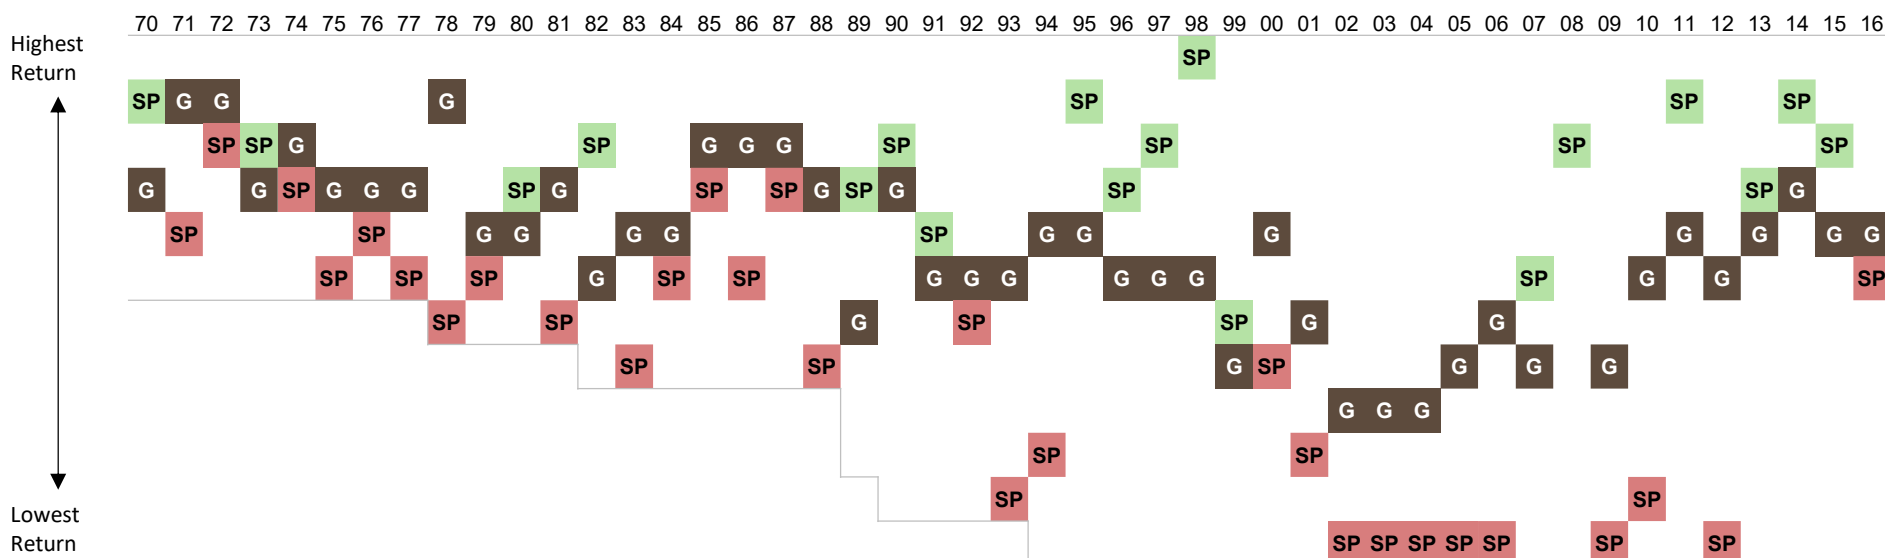 70 71 72 73 74 75 76 77 78 79 80 81 82 83 84 85 86 87 88 89 90 91 92 93 94 95 96 97 98 99 00 01 02 03 04 05 06 07 08 09 10 11 12 13 14 15 16
Highest
Return
SP
SP G G G SP SP SP
SP SP G SP G G G SP SP SP SP
G G SP G G G SP G SP SP G SP G SP SP G
SP SP G G G G SP G G G G G G G
SP SP SP G SP SP G G G G G G SP G G SP
SP SP G SP SP G G
SP SP G SP G G G
G G G
SP SP
SP SP
Lowest
Return
SP SP SP SP SP SP SP